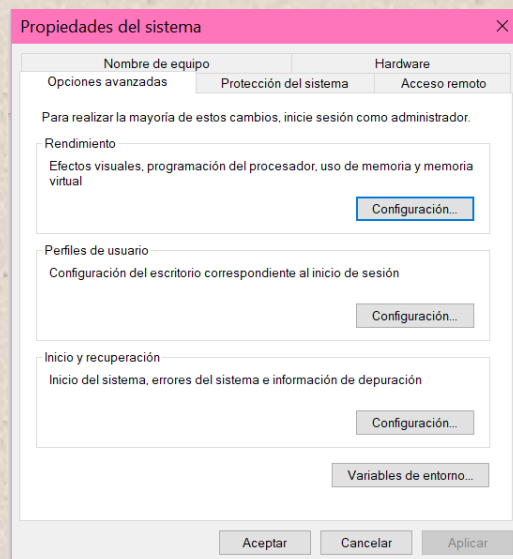 Propiedades del sistema
Nombre de equipo
Hardware
Opciones avanzadas
Protección del sistema
Acceso remoto
Para realizar la mayoría de estos cambios, inicie sesión como administrador.
Rendimiento
Efectos visuales, programación del procesador, uso de memoria y memoria
virtual
Configuración...
Perfiles de usuario
Configuración del escritorio correspondiente al inicio de sesión
Configuración...
Inicio y recuperación
Inicio del sistema, errores del sistema e información de depuración
Configuración...
Variables de entorno...
Aceptar
Cancelar
Aplicar